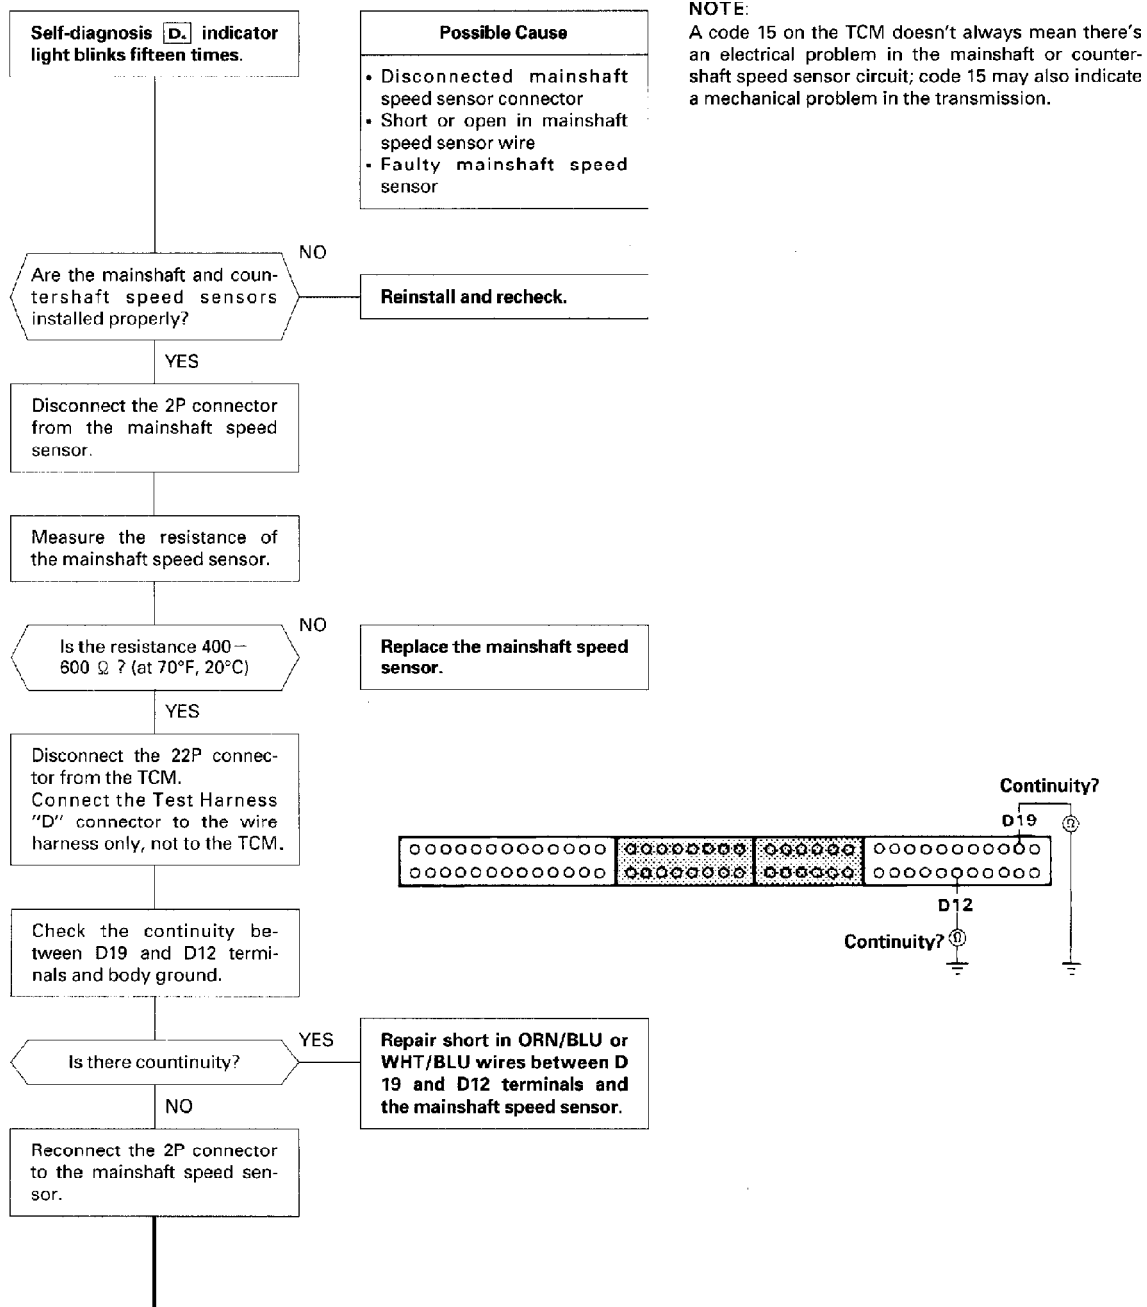 Self-diagnosis D. indicator
light blinks fifteen times.
Possible Cause
• Disconnected mainshaft
speed sensor connector
• Short or open in mainshaft
speed sensor wire
• Faulty mainshaft speed
sensor
NOTE:
A code 15 on the TCM doesn't always mean there's
an electrical problem in the mainshaft or counter-
shaft speed sensor circuit; code 15 may also indicate
a mechanical problem in the transmission.
Are the mainshaft and coun-
tershaft speed sensors
installed properly?
NO
Reinstall and recheck.
YES
Disconnect the 2P connector
from the mainshaft speed
sensor.
Measure the resistance of
the mainshaft speed sensor.
Is the resistance 400—
600 Ω ? (at 70°F, 20°C)
NO
Replace the mainshaft speed
sensor.
YES
Disconnect the 22P connec-
tor from the TCM.
Connect the Test Harness
"D" connector to the wire
harness only, not to the TCM.
Continuity?
D19
Ω
D12
Continuity? Ω
Check the continuity be-
tween D19 and D12 termi-
nals and body ground.
Is there countinuity?
YES
Repair short in ORN/BLU or
WHT/BLU wires between D
19 and D12 terminals and
the mainshaft speed sensor.
NO
Reconnect the 2P connector
to the mainshaft speed sen-
sor.